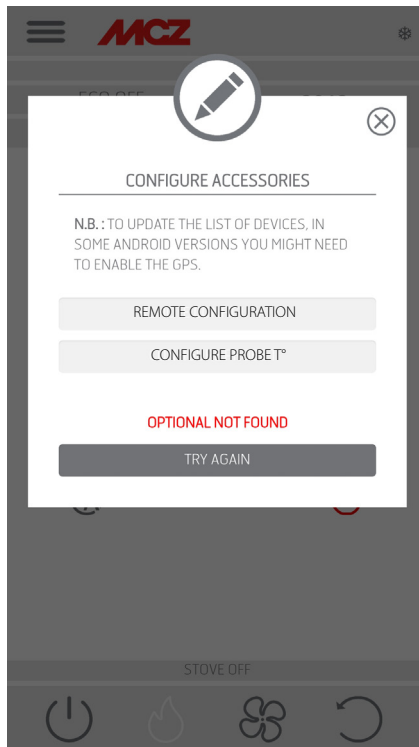 MCZ
CONFIGURE ACCESSORIES
N.B. : TO UPDATE THE LIST OF DEVICES, IN
SOME ANDROID VERSIONS YOU MIGHT NEED
TO ENABLE THE GPS.
REMOTE CONFIGURATION
CONFIGURE PROBE T°
OPTIONAL NOT FOUND
TRY AGAIN
STOVE OFF